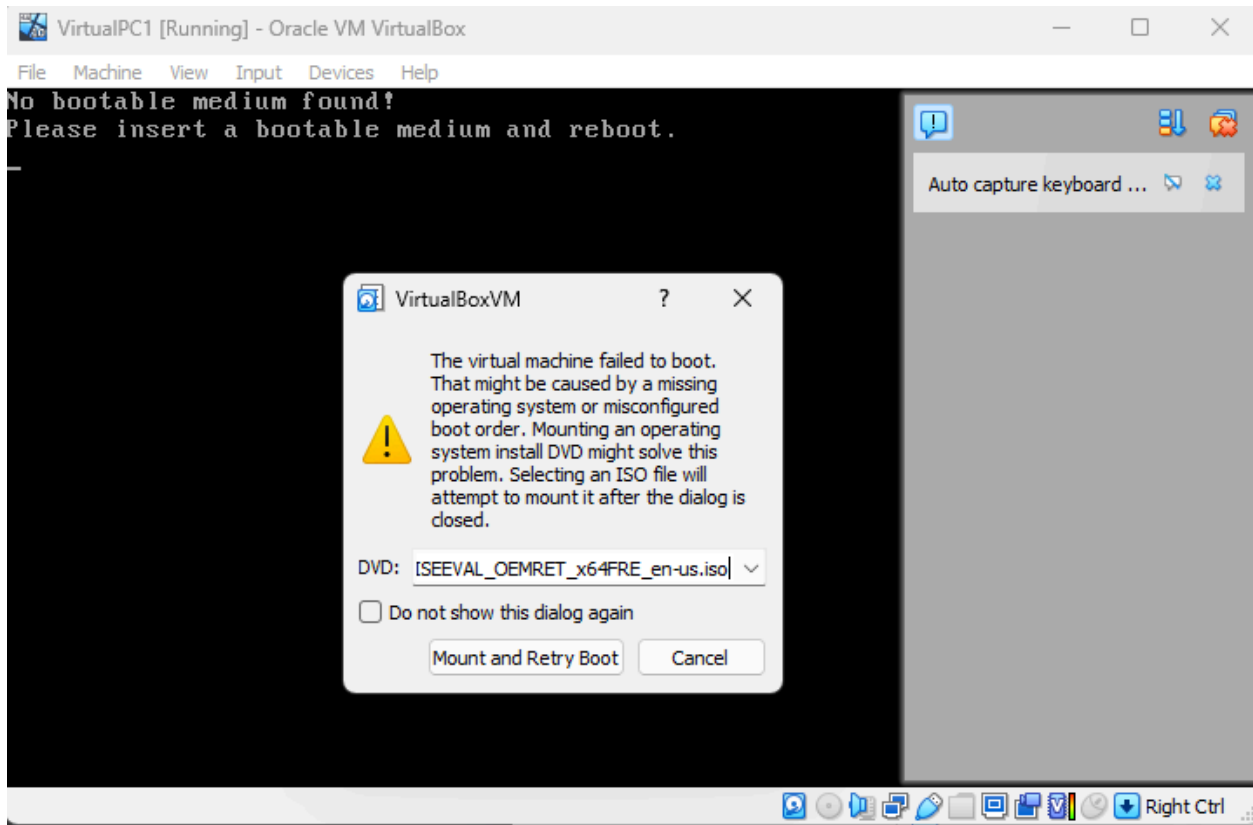 VirtualPC1 [Running] - Oracle VM VirtualBox
File Machine View Input Devices Help
No bootable medium found!
Please insert a bootable medium and reboot.
Auto capture keyboard ...
VirtualBoxVM ?
The virtual machine failed to boot.
That might be caused by a missing
operating system or misconfigured
boot order. Mounting an operating
system install DVD might solve this
problem. Selecting an ISO file will
attempt to mount it after the dialog is
closed.
DVD: ISEEVAL_OEMRET_x64FRE_en-us.iso
Do not show this dialog again
Mount and Retry Boot Cancel
Right Ctrl